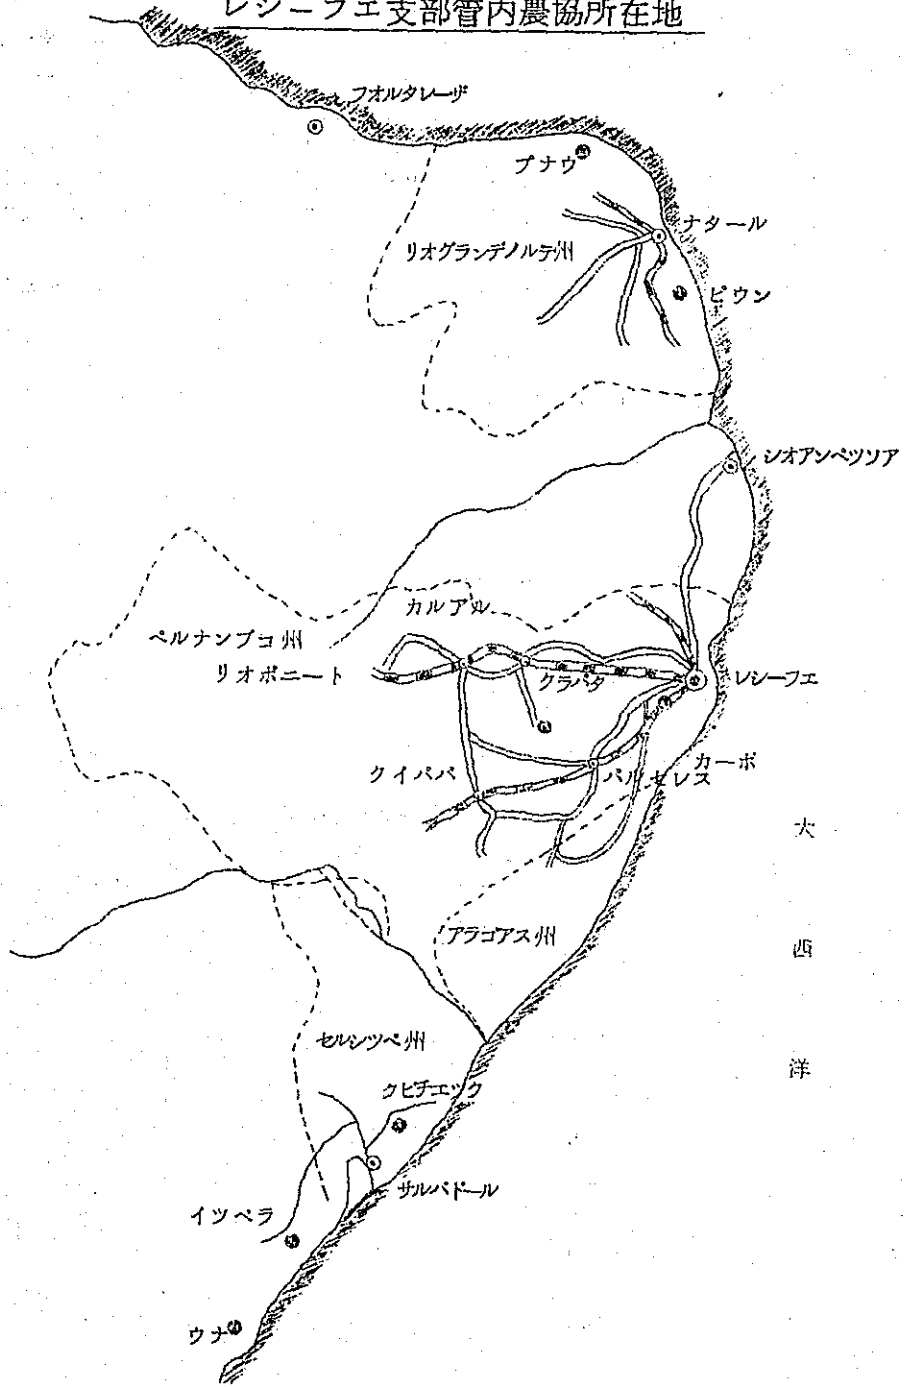 レシーフエ支部管内農協所在地
フオルタレーザ
プナウ
ナタール
リオグランデノルテ州
ピウン
シオアンペツソア
カルアル
ペルナンブコ州
リオボニート
クラバタ
レシーフエ
カーボ
クイパパ
バルセレス
大西洋
アラゴアス州
セルシツペ州
クビチエック
サルバドール
イツペラ
ウナ